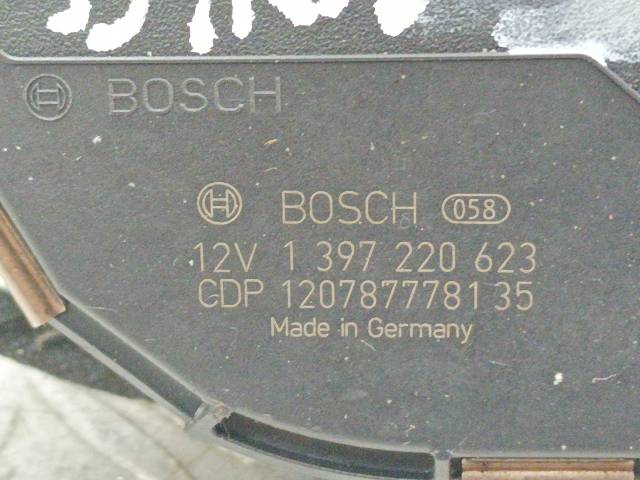 BOSCH
BOSCH 058
12V 1 397 220 623
CDP 1207877781 35
Made in Germany